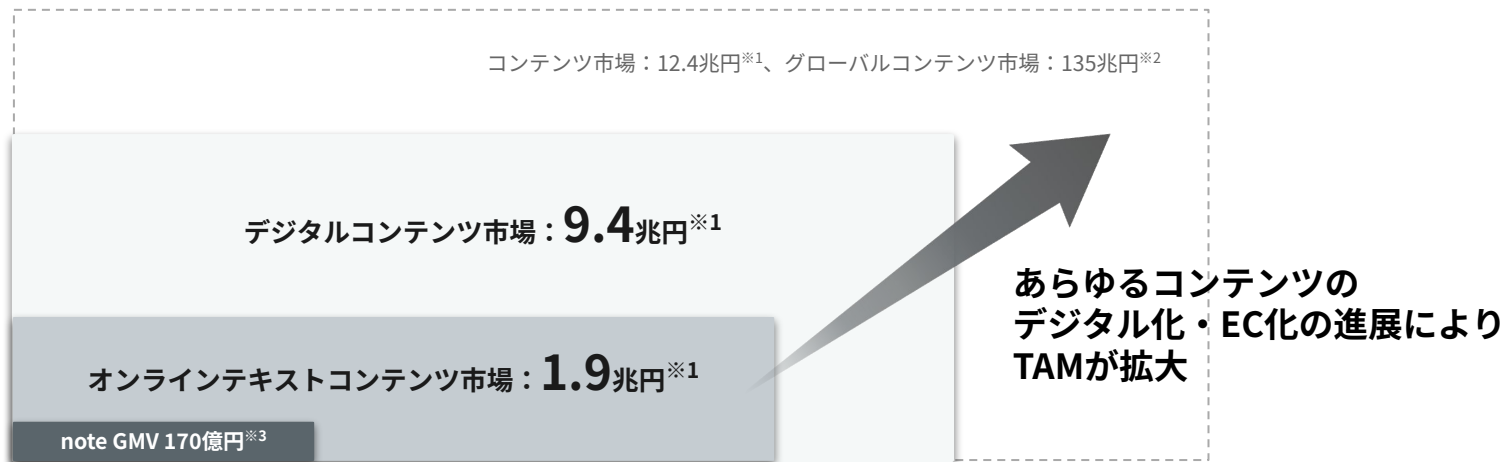 コンテンツ市場：12.4兆円※1、グローバルコンテンツ市場：135兆円※2
デジタルコンテンツ市場：9.4兆円※1
あらゆるコンテンツの
デジタル化・EC化の進展により
TAMが拡大
オンラインテキストコンテンツ市場：1.9兆円※1
note GMV 170億円※3